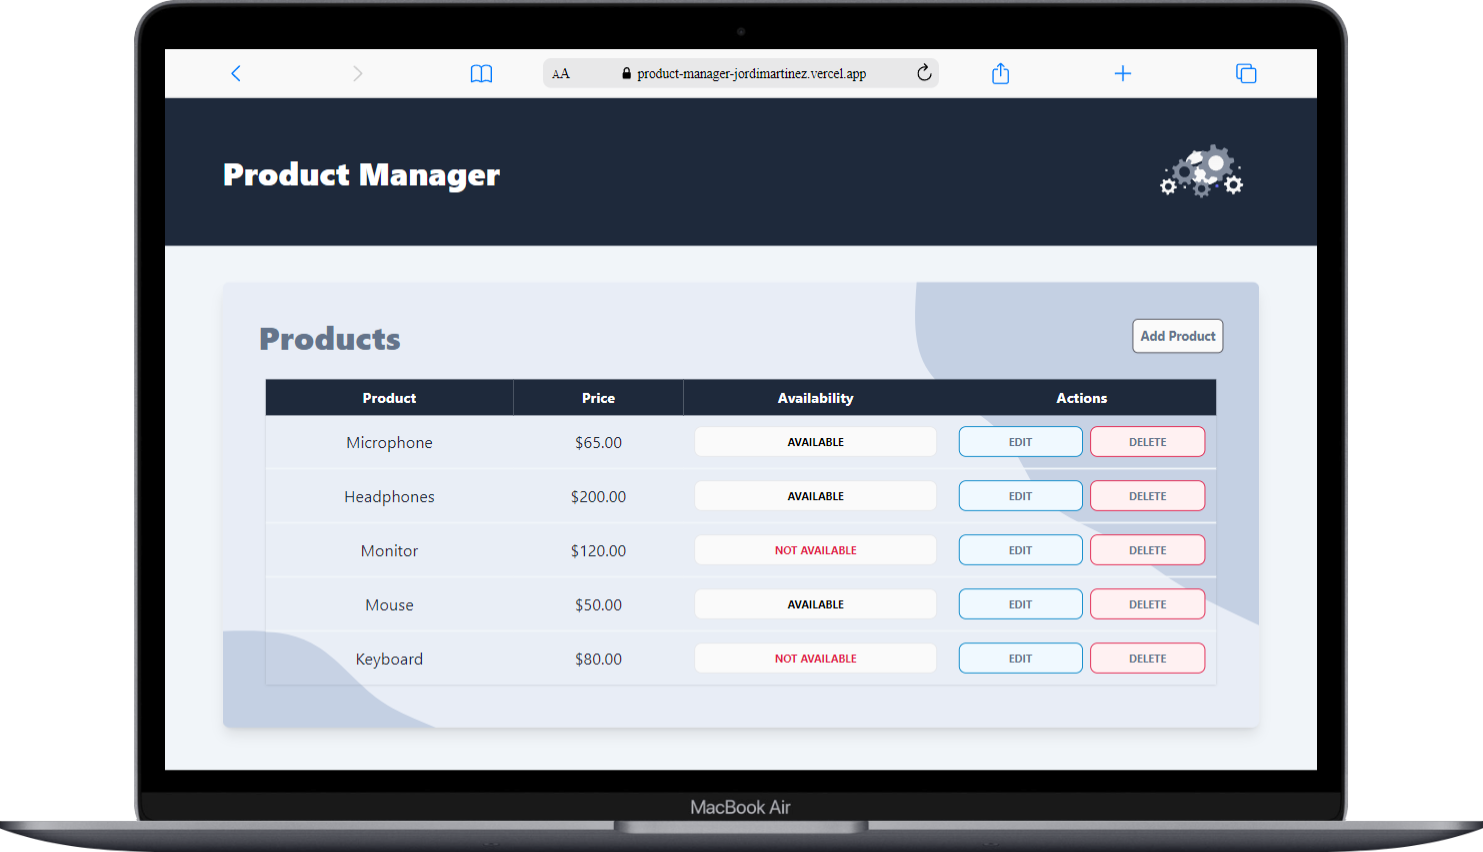 AA product-manager-jordimartinez.vercel.app
Product Manager
Products
Add Product
Product Price Availability Actions
Microphone $65.00 AVAILABLE EDIT DELETE
Headphones $200.00 AVAILABLE EDIT DELETE
Monitor $120.00 NOT AVAILABLE EDIT DELETE
Mouse $50.00 AVAILABLE EDIT DELETE
Keyboard $80.00 NOT AVAILABLE EDIT DELETE
MacBook Air